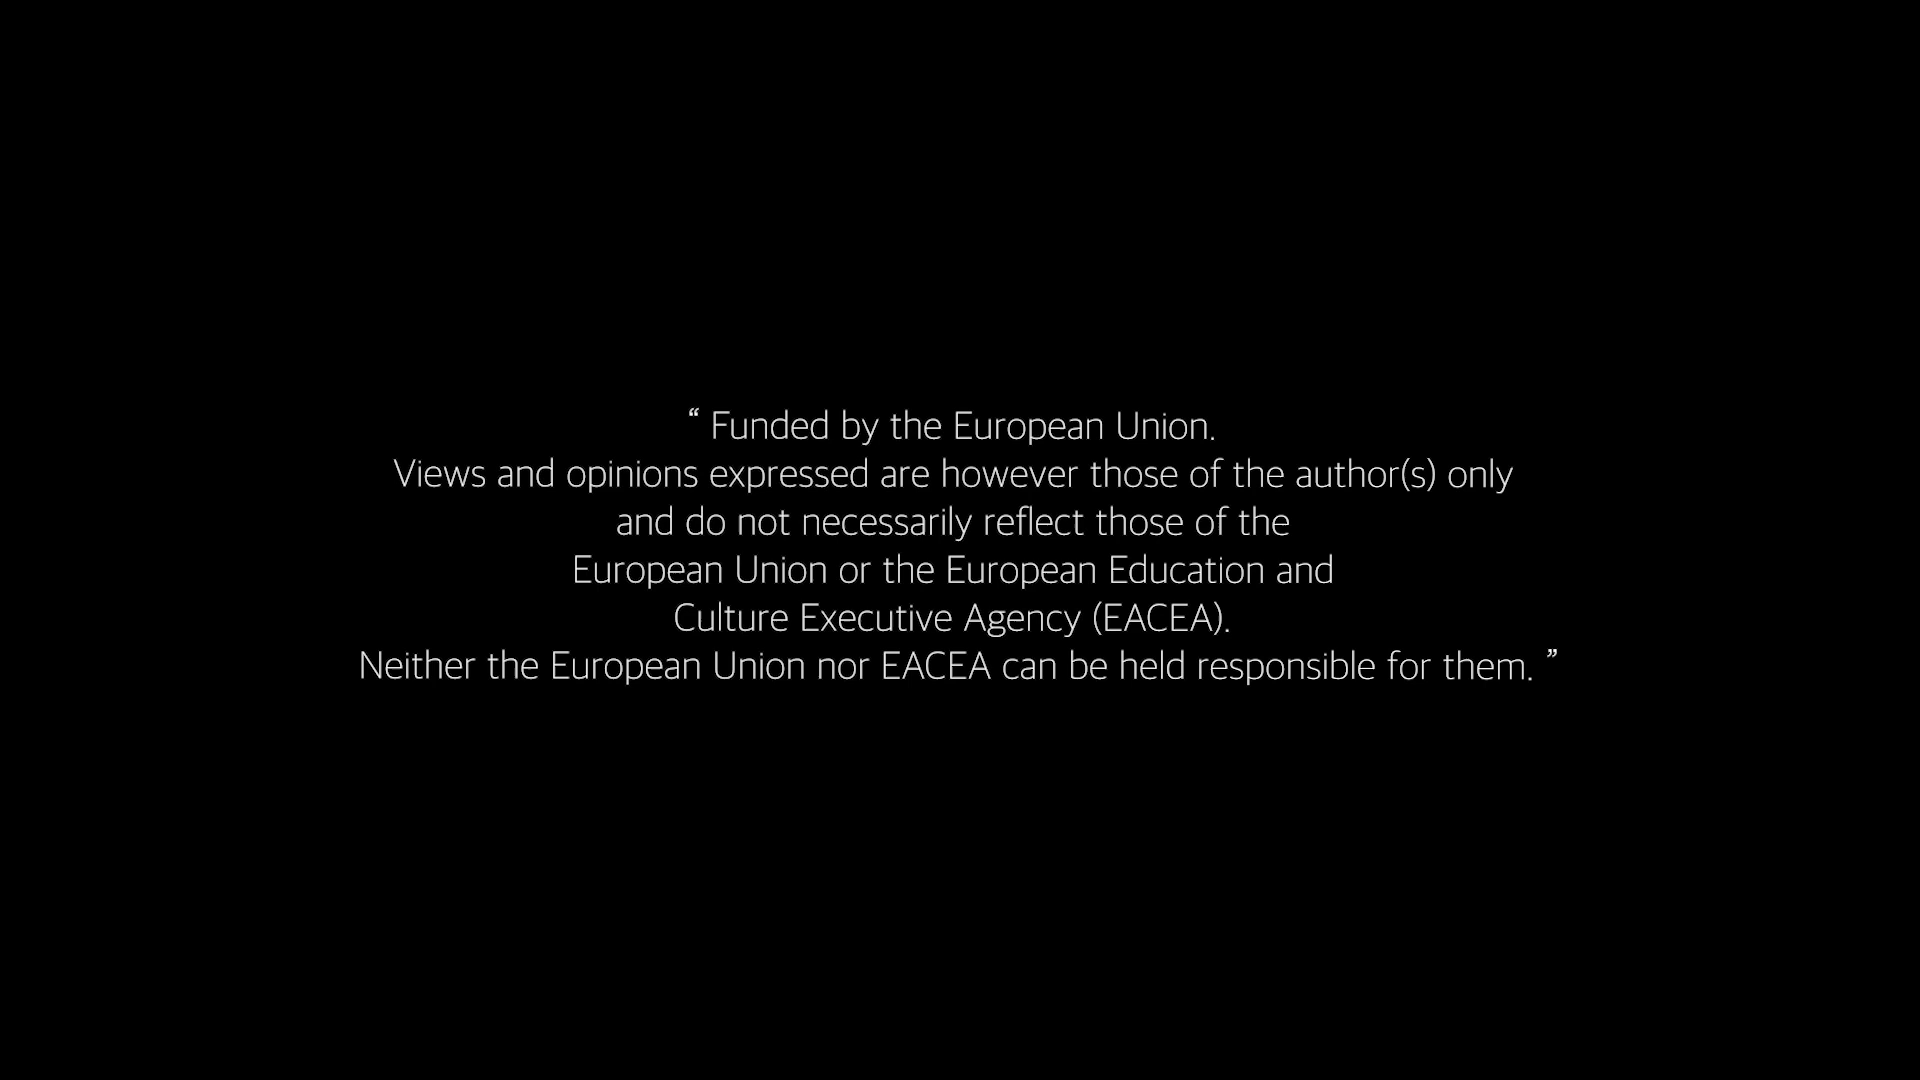 “ Funded by the European Union.
Views and opinions expressed are however those of the author(s) only
and do not necessarily reflect those of the
European Union or the European Education and
Culture Executive Agency (EACEA).
Neither the European Union nor EACEA can be held responsible for them. ”